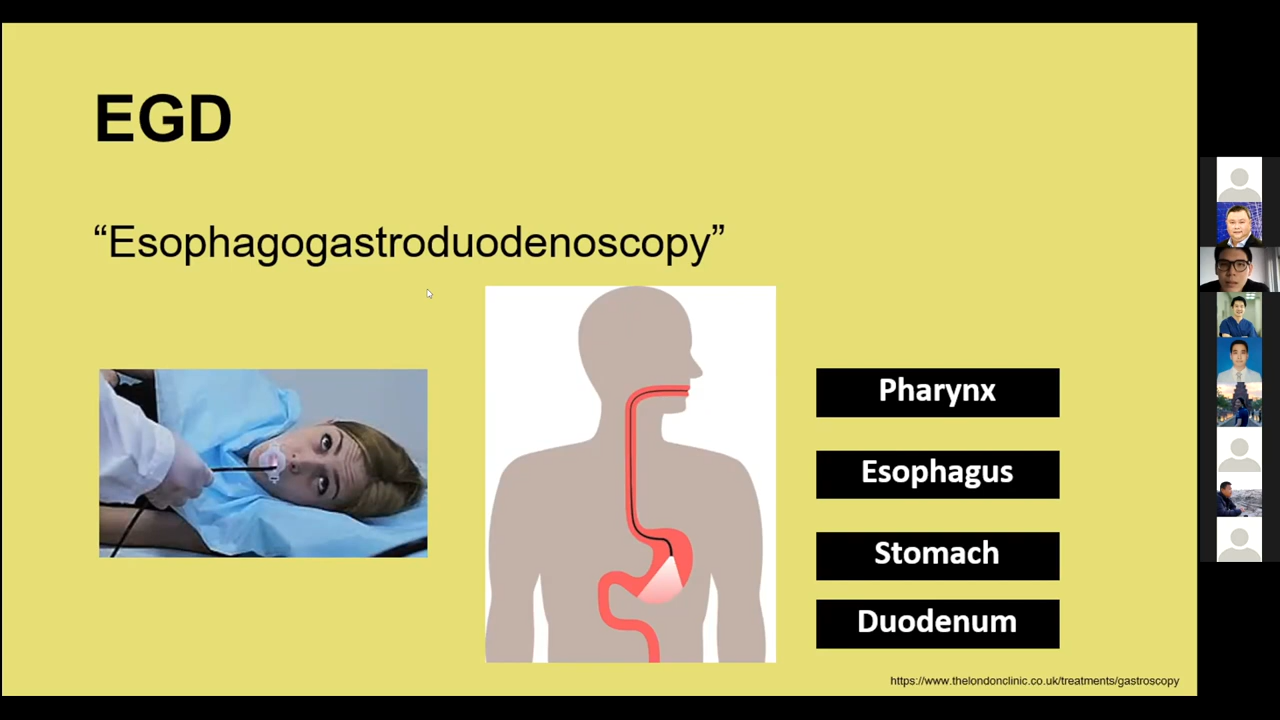 EGD
“Esophagogastroduodenoscopy”
Pharynx
Esophagus
Stomach
Duodenum
https://www.thelondonclinic.co.uk/treatments/gastroscopy